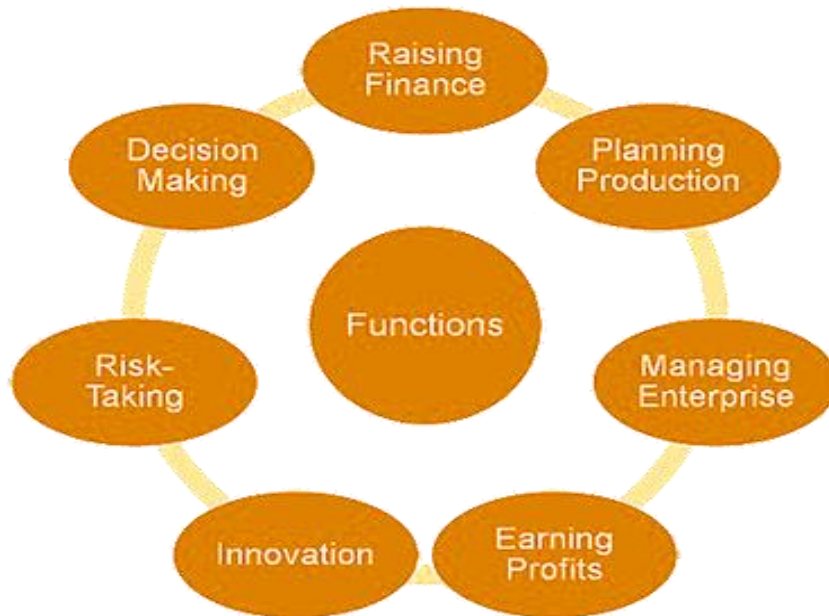 Raising
Finance
Planning
Production
Managing
Enterprise
Earning
Profits
Innovation
Risk-
Taking
Decision
Making
Functions